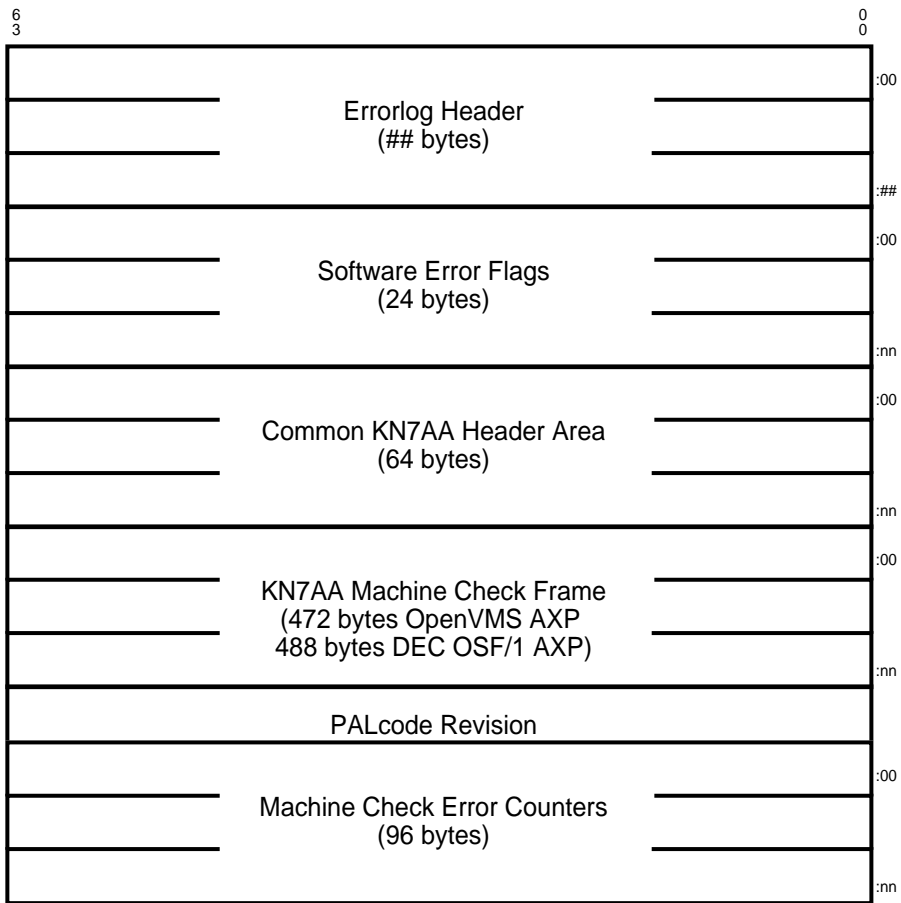 6 0
3 0
:00
Errorlog Header
(## bytes)
:##
:00
Software Error Flags
(24 bytes)
:nn
:00
Common KN7AA Header Area
(64 bytes)
:nn
:00
KN7AA Machine Check Frame
(472 bytes OpenVMS AXP
488 bytes DEC OSF/1 AXP)
:nn
PALcode Revision
:00
Machine Check Error Counters
(96 bytes)
:nn